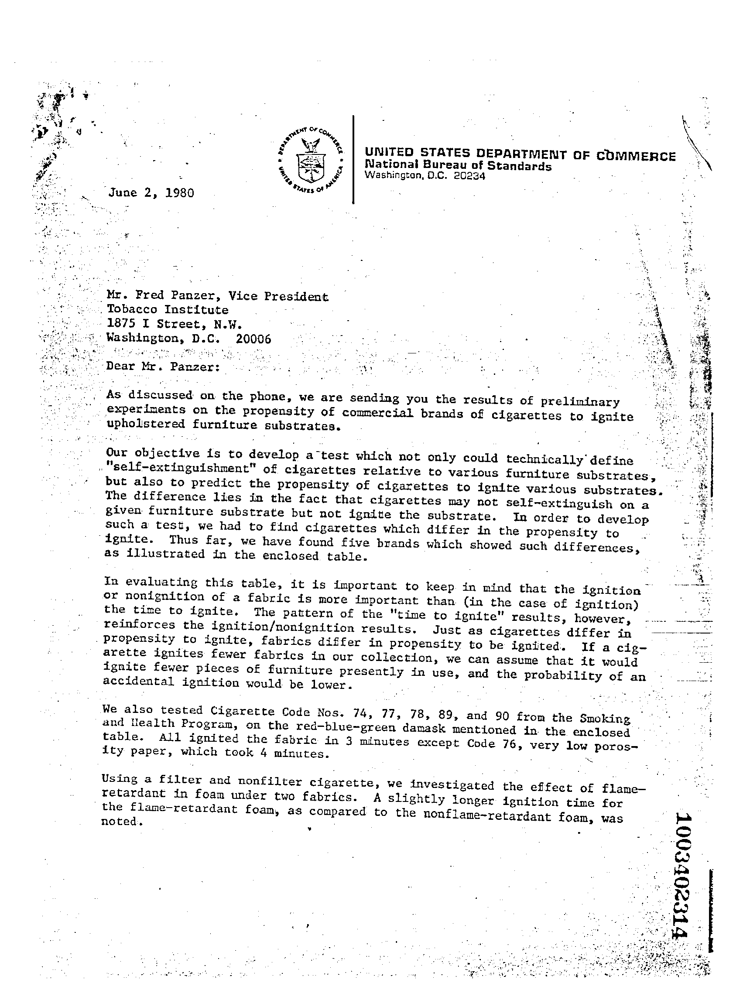 DEPARTMENT OF COMMERCE
UNITED STATES OF AMERICA
UNITED STATES DEPARTMENT OF COMMERCE
National Bureau of Standards
Washington, D.C. 20234
June 2, 1980
Mr. Fred Panzer, Vice President
Tobacco Institute
1875 I Street, N.W.
Washington, D.C. 20006
Dear Mr. Panzer:
As discussed on the phone, we are sending you the results of preliminary
experiments on the propensity of commercial brands of cigarettes to ignite
upholstered furniture substrates.
Our objective is to develop a test which not only could technically define
"self-extinguishment" of cigarettes relative to various furniture substrates,
but also to predict the propensity of cigarettes to ignite various substrates.
The difference lies in the fact that cigarettes may not self-extinguish on a
given furniture substrate but not ignite the substrate. In order to develop
such a test, we had to find cigarettes which differ in the propensity to
ignite. Thus far, we have found five brands which showed such differences,
as illustrated in the enclosed table.
In evaluating this table, it is important to keep in mind that the ignition
or nonignition of a fabric is more important than (in the case of ignition)
the time to ignite. The pattern of the "time to ignite" results, however,
reinforces the ignition/nonignition results. Just as cigarettes differ in
propensity to ignite, fabrics differ in propensity to be ignited. If a cig-
arette ignites fewer fabrics in our collection, we can assume that it would
ignite fewer pieces of furniture presently in use, and the probability of an
accidental ignition would be lower.
We also tested Cigarette Code Nos. 74, 77, 78, 89, and 90 from the Smoking
and Health Program, on the red-blue-green damask mentioned in the enclosed
table. All ignited the fabric in 3 minutes except Code 76, very low poros-
ity paper, which took 4 minutes.
Using a filter and nonfilter cigarette, we investigated the effect of flame-
retardant in foam under two fabrics. A slightly longer ignition time for
the flame-retardant foam, as compared to the nonflame-retardant foam, was
noted.
1003402314